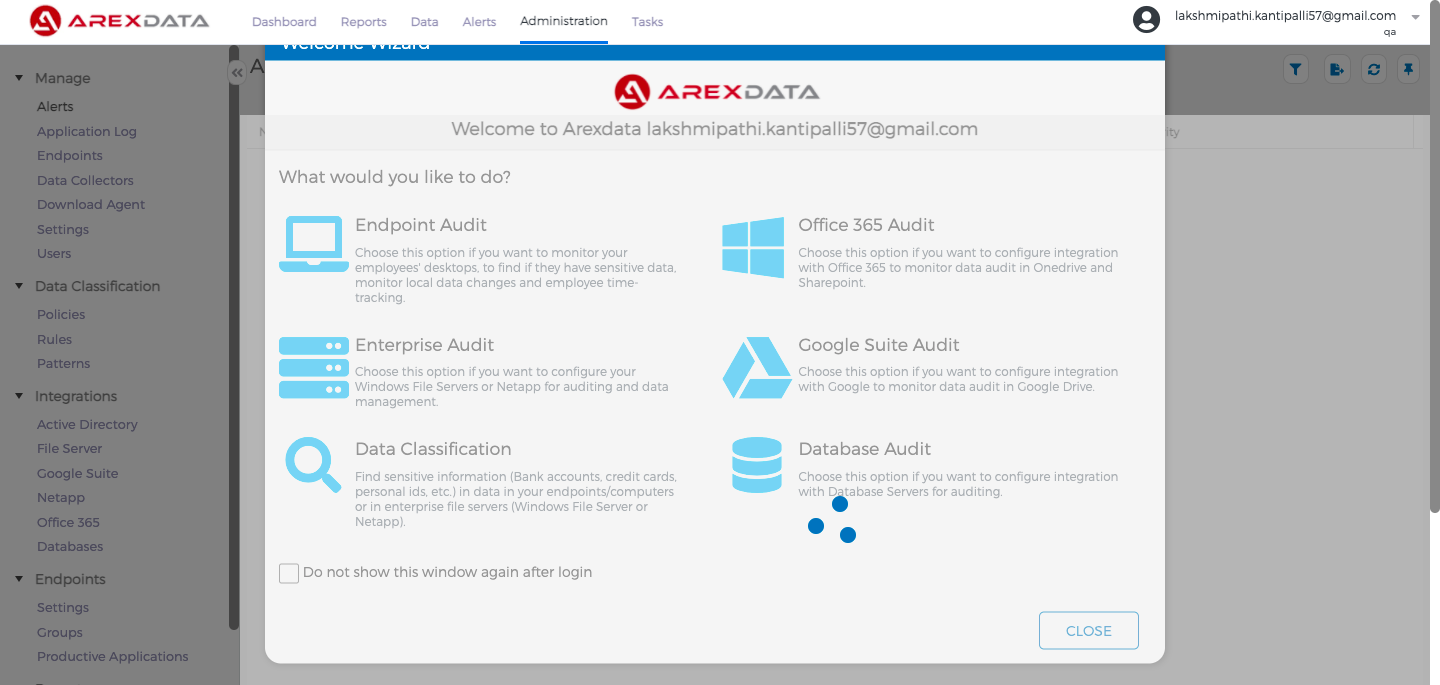 AREXDATA
Dashboard
Reports
Data
Alerts
Administration
Tasks
lakshmipathi.kantipalli57@gmail.com
qa
Manage
Alerts
Application Log
Endpoints
Data Collectors
Download Agent
Settings
Users
Data Classification
Policies
Rules
Patterns
Integrations
Active Directory
File Server
Google Suite
Netapp
Office 365
Databases
Endpoints
Settings
Groups
Productive Applications
Welcome Wizard
AREXDATA
Welcome to Arexdata lakshmipathi.kantipalli57@gmail.com
What would you like to do?
Endpoint Audit
Choose this option if you want to monitor your
employees' desktops, to find if they have sensitive data,
monitor local data changes and employee time-
tracking.
Office 365 Audit
Choose this option if you want to configure integration
with Office 365 to monitor data audit in Onedrive and
Sharepoint.
Enterprise Audit
Choose this option if you want to configure your
Windows File Servers or Netapp for auditing and data
management.
Google Suite Audit
Choose this option if you want to configure integration
with Google to monitor data audit in Google Drive.
Data Classification
Find sensitive information (Bank accounts, credit cards,
personal ids, etc.) in data in your endpoints/computers
or in enterprise file servers (Windows File Server or
Netapp).
Database Audit
Choose this option if you want to configure integration
with Database Servers for auditing.
Do not show this window again after login
CLOSE